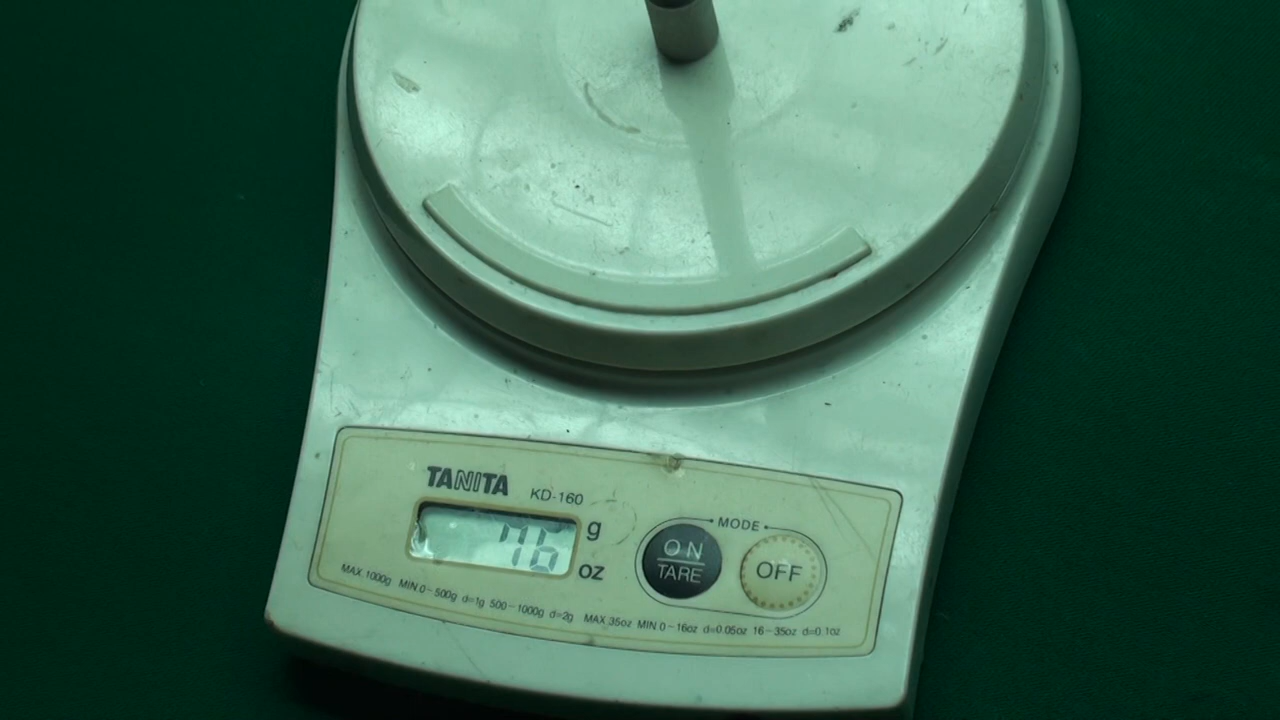 TANITA KD-160
76
g
oz
MODE
ON
TARE
OFF
MAX 1000g MIN 0-500g d=1g 500-1000g d=2g MAX 35oz MIN 0-16oz d=0.05oz 16-35oz d=0.1oz